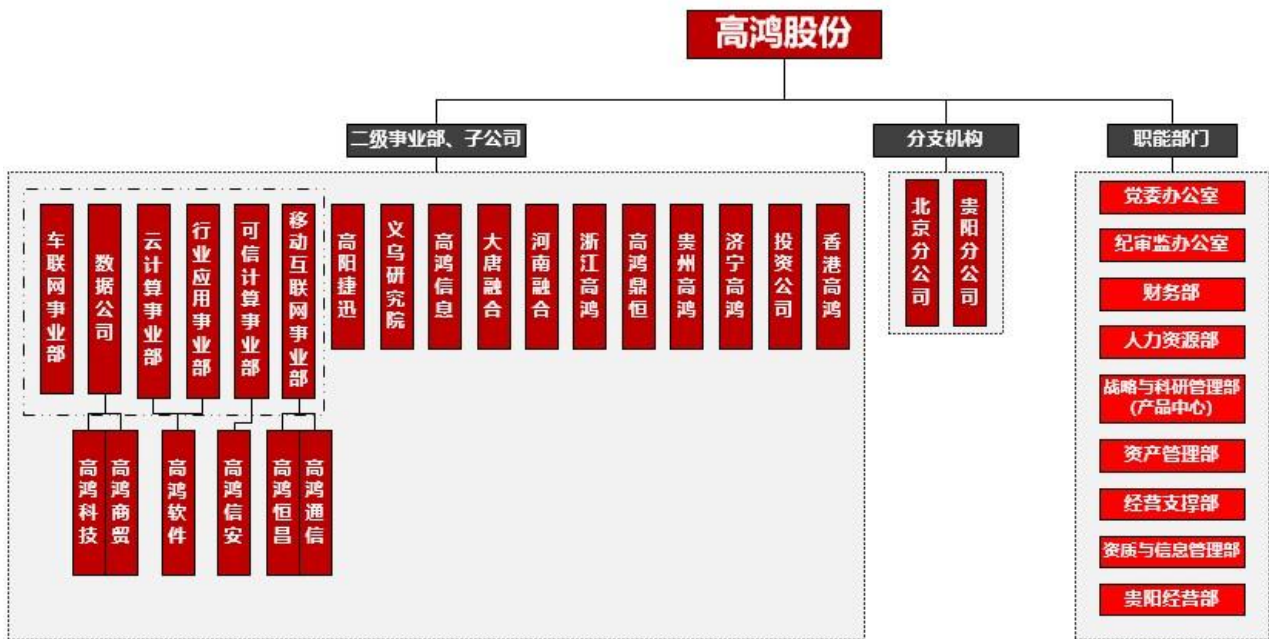 高鸿股份
二级事业部、子公司
分支机构
职能部门
车联网事业部
数据公司
云计算事业部
行业应用事业部
可信计算事业部
移动互联网事业部
高阳捷迅
义乌研究院
高鸿信息
大唐融合
河南融合
浙江高鸿
高鸿鼎恒
贵州高鸿
济宁高鸿
投资公司
香港高鸿
高鸿科技
高鸿商贸
高鸿软件
高鸿信安
高鸿恒昌
高鸿通信
北京分公司
贵阳分公司
党委办公室
纪审监办公室
财务部
人力资源部
战略与科研管理部
(产品中心)
资产管理部
经营支撑部
资质与信息管理部
贵阳经营部